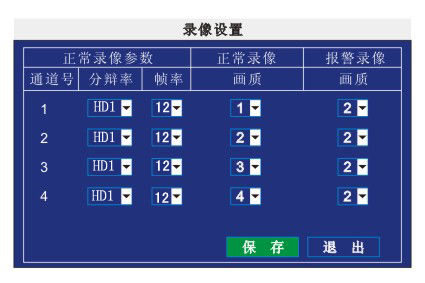 录像设置
正常录像参数 正常录像 报警录像
通道号 分辩率 帧率 画质 画质
1 HD1 12 1 2
2 HD1 12 2 2
3 HD1 12 3 2
4 HD1 12 4 2
保 存 退 出